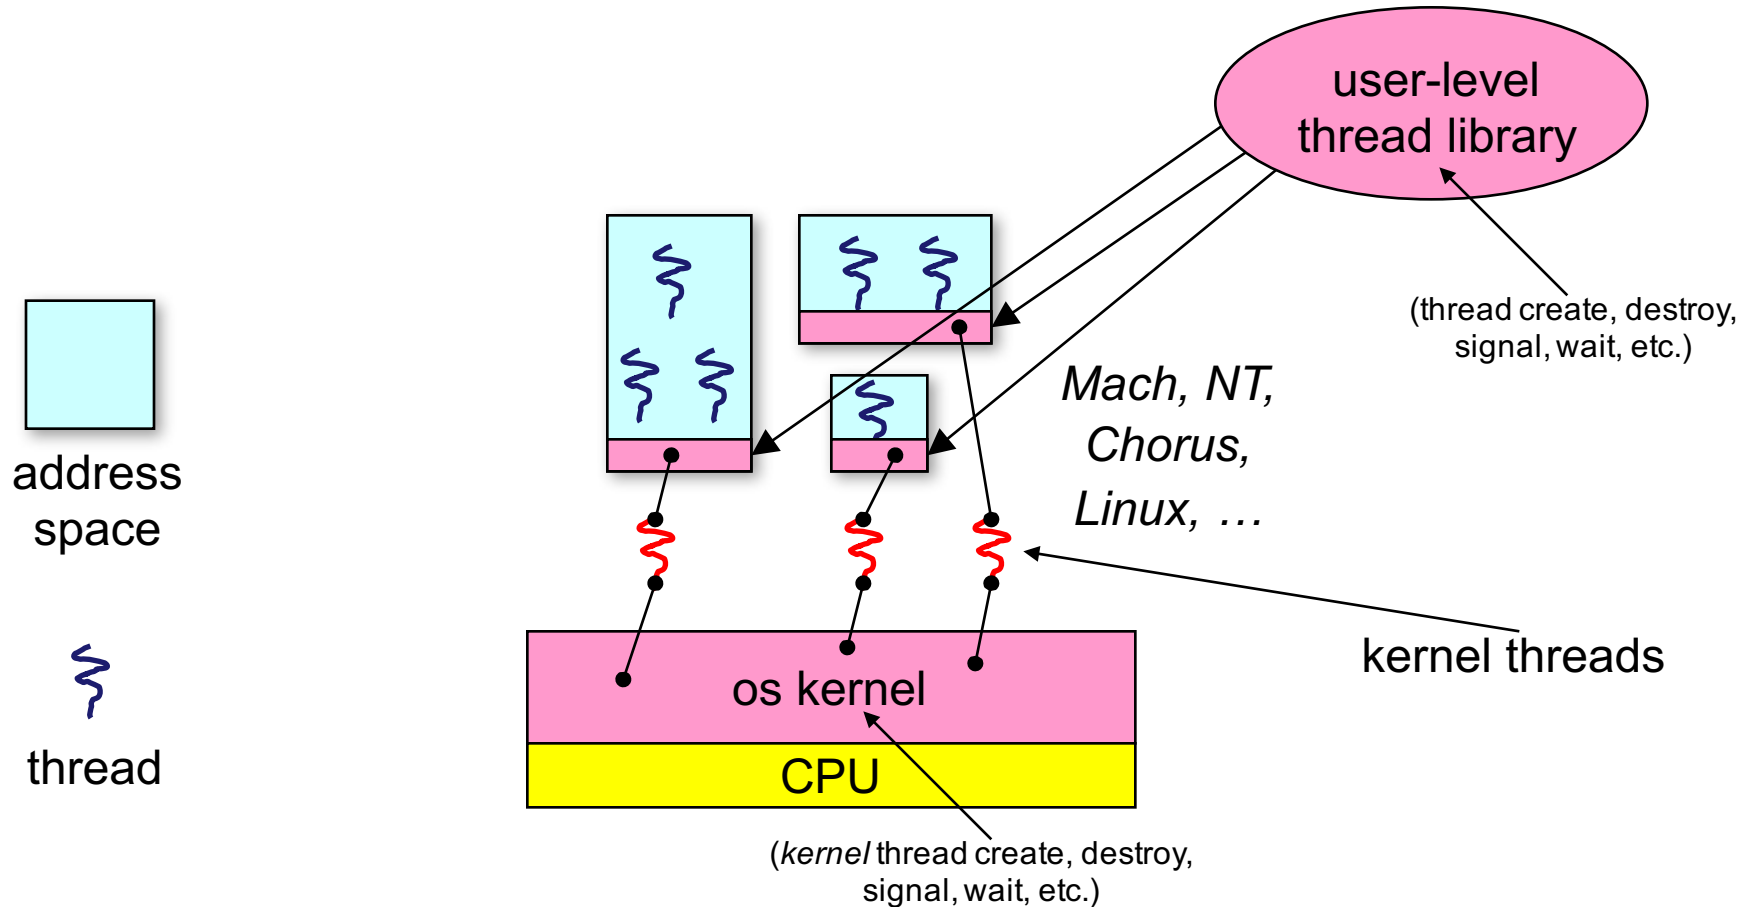 user-level
thread library
(thread create, destroy,
signal, wait, etc.)
Mach, NT,
Chorus,
Linux, …
address
space
kernel threads
os kernel
thread
CPU
(kernel thread create, destroy,
signal, wait, etc.)